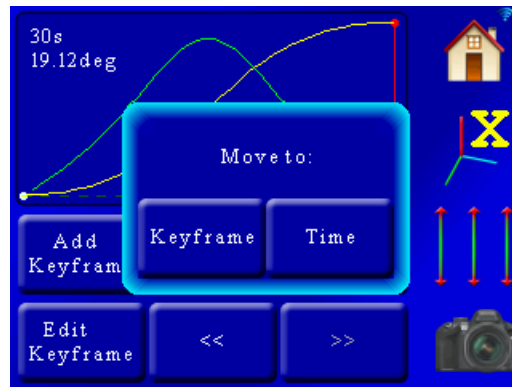 30s
19.12deg
Move to:
Keyframe
Time
X
Add
Keyfram
Edit
Keyframe
<<
>>